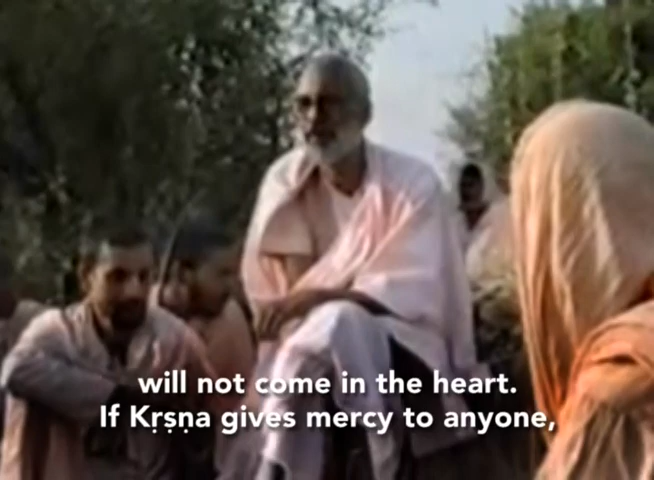 will not come in the heart.
If Kṛṣṇa gives mercy to anyone,